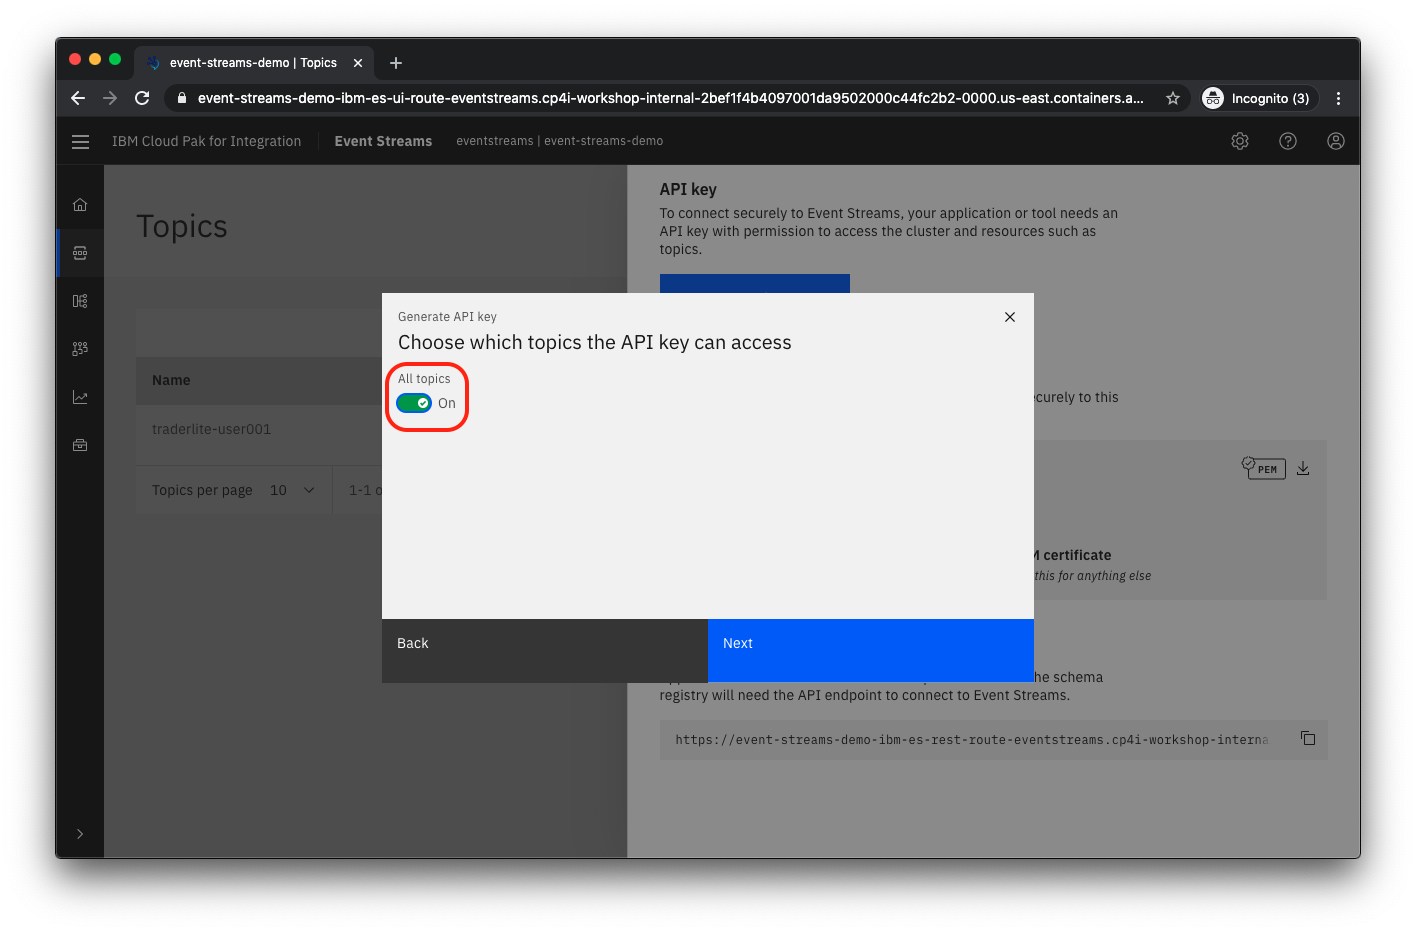 event-streams-demo | Topics
event-streams-demo-ibm-es-ui-route-eventstreams.cp4i-workshop-internal-2bef1f4b4097001da9502000c44fc2b2-0000.us-east.containers.a...
Incognito (3)
IBM Cloud Pak for Integration
Event Streams
eventstreams | event-streams-demo
Topics
Name
traderlite-user001
Topics per page 10
1-1 o
API key
To connect securely to Event Streams, your application or tool needs an
API key with permission to access the cluster and resources such as
topics.
Generate API key
Choose which topics the API key can access
All topics
On
Back
Next
ecurely to this
PEM
M certificate
this for anything else
he schema
registry will need the API endpoint to connect to Event Streams.
https://event-streams-demo-ibm-es-rest-route-eventstreams.cp4i-workshop-interna